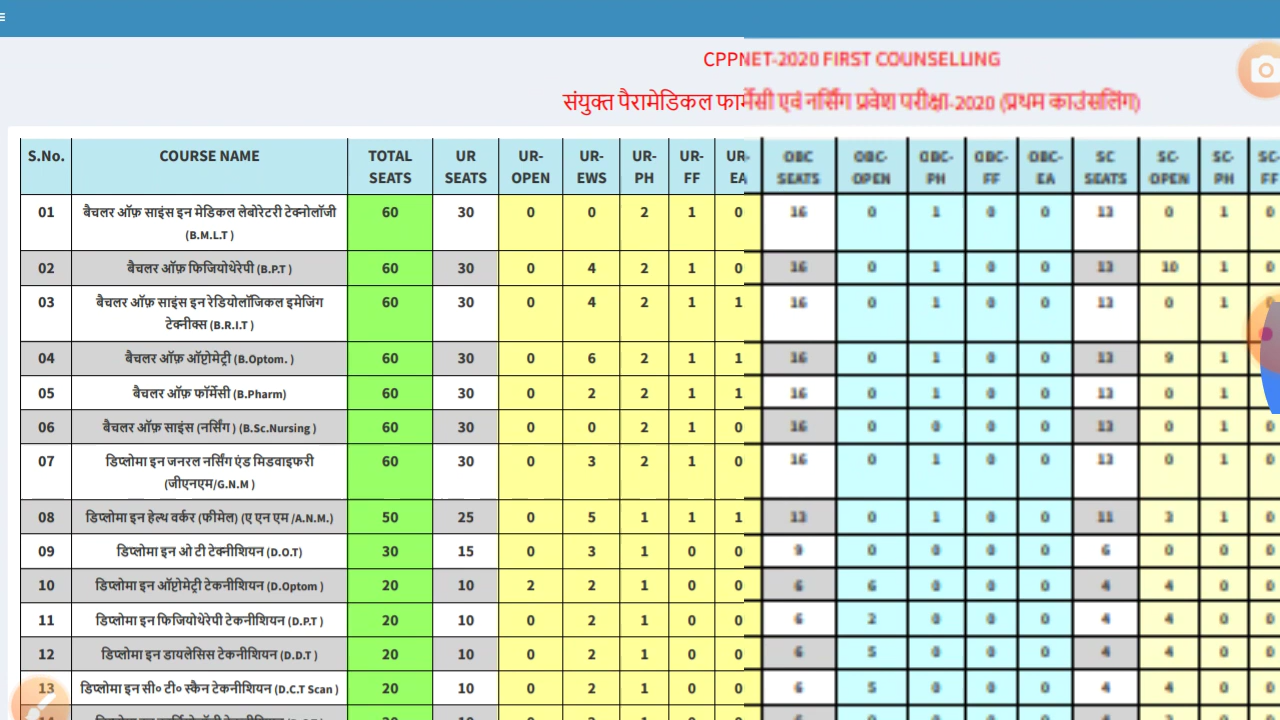 CPPNET-2020 FIRST COUNSELLING
संयुक्त पैरामेडिकल फार्मेसी एवं नर्सिंग प्रवेश परीक्षा-2020 (प्रथम काउंसलिंग)
S.No. COURSE NAME TOTAL SEATS UR SEATS UR-OPEN UR-EWS UR-PH UR-FF UR-EA OBC SEATS OBC-OPEN OBC-PH OBC-FF OBC-EA SC SEATS SC-OPEN SC-PH SC-FF
01 बैचलर ऑफ़ साइंस इन मेडिकल लेबोरेटरी टेक्नोलॉजी 60 30 0 0 2 1 0 16 0 1 0 0 13 0 1 0
(B.M.L.T )
02 बैचलर ऑफ़ फिजियोथेरेपी (B.P.T ) 60 30 0 4 2 1 0 16 0 1 0 0 13 10 1 0
03 बैचलर ऑफ़ साइंस इन रेडियोलॉजिकल इमेजिंग 60 30 0 4 2 1 1 16 0 1 0 0 13 0 1
टेक्नीक्स (B.R.I.T )
04 बैचलर ऑफ़ ऑप्टोमेट्री (B.Optom. ) 60 30 0 6 2 1 1 16 0 1 0 0 13 9 1
05 बैचलर ऑफ़ फॉर्मेसी (B.Pharm) 60 30 0 2 2 1 1 16 0 1 0 0 13 0 1
06 बैचलर ऑफ़ साइंस (नर्सिंग ) (B.Sc.Nursing ) 60 30 0 0 2 1 0 16 0 0 0 0 13 0 1 0
07 डिप्लोमा इन जनरल नर्सिंग एंड मिडवाइफरी 60 30 0 3 2 1 0 16 0 1 0 0 13 0 1 0
(जीएनएम/G.N.M )
08 डिप्लोमा इन हेल्थ वर्कर (फीमेल) (ए एन एम /A.N.M.) 50 25 0 5 1 1 1 13 0 1 0 0 11 3 1 0
09 डिप्लोमा इन ओ टी टेक्नीशियन (D.O.T) 30 15 0 3 1 0 0 9 0 0 0 0 6 0 0 0
10 डिप्लोमा इन ऑप्टोमेट्री टेकनीशियन (D.Optom ) 20 10 2 2 1 0 0 6 6 0 0 0 4 4 0 0
11 डिप्लोमा इन फिजियोथेरेपी टेकनीशियन (D.P.T ) 20 10 0 2 1 0 0 6 2 0 0 0 4 4 0 0
12 डिप्लोमा इन डायलेसिस टेकनीशियन (D.D.T ) 20 10 0 2 1 0 0 6 5 0 0 0 4 4 0 0
13 डिप्लोमा इन सी० टी० स्कैन टेकनीशियन (D.C.T Scan ) 20 10 0 2 1 0 0 6 5 0 0 0 4 4 0 0